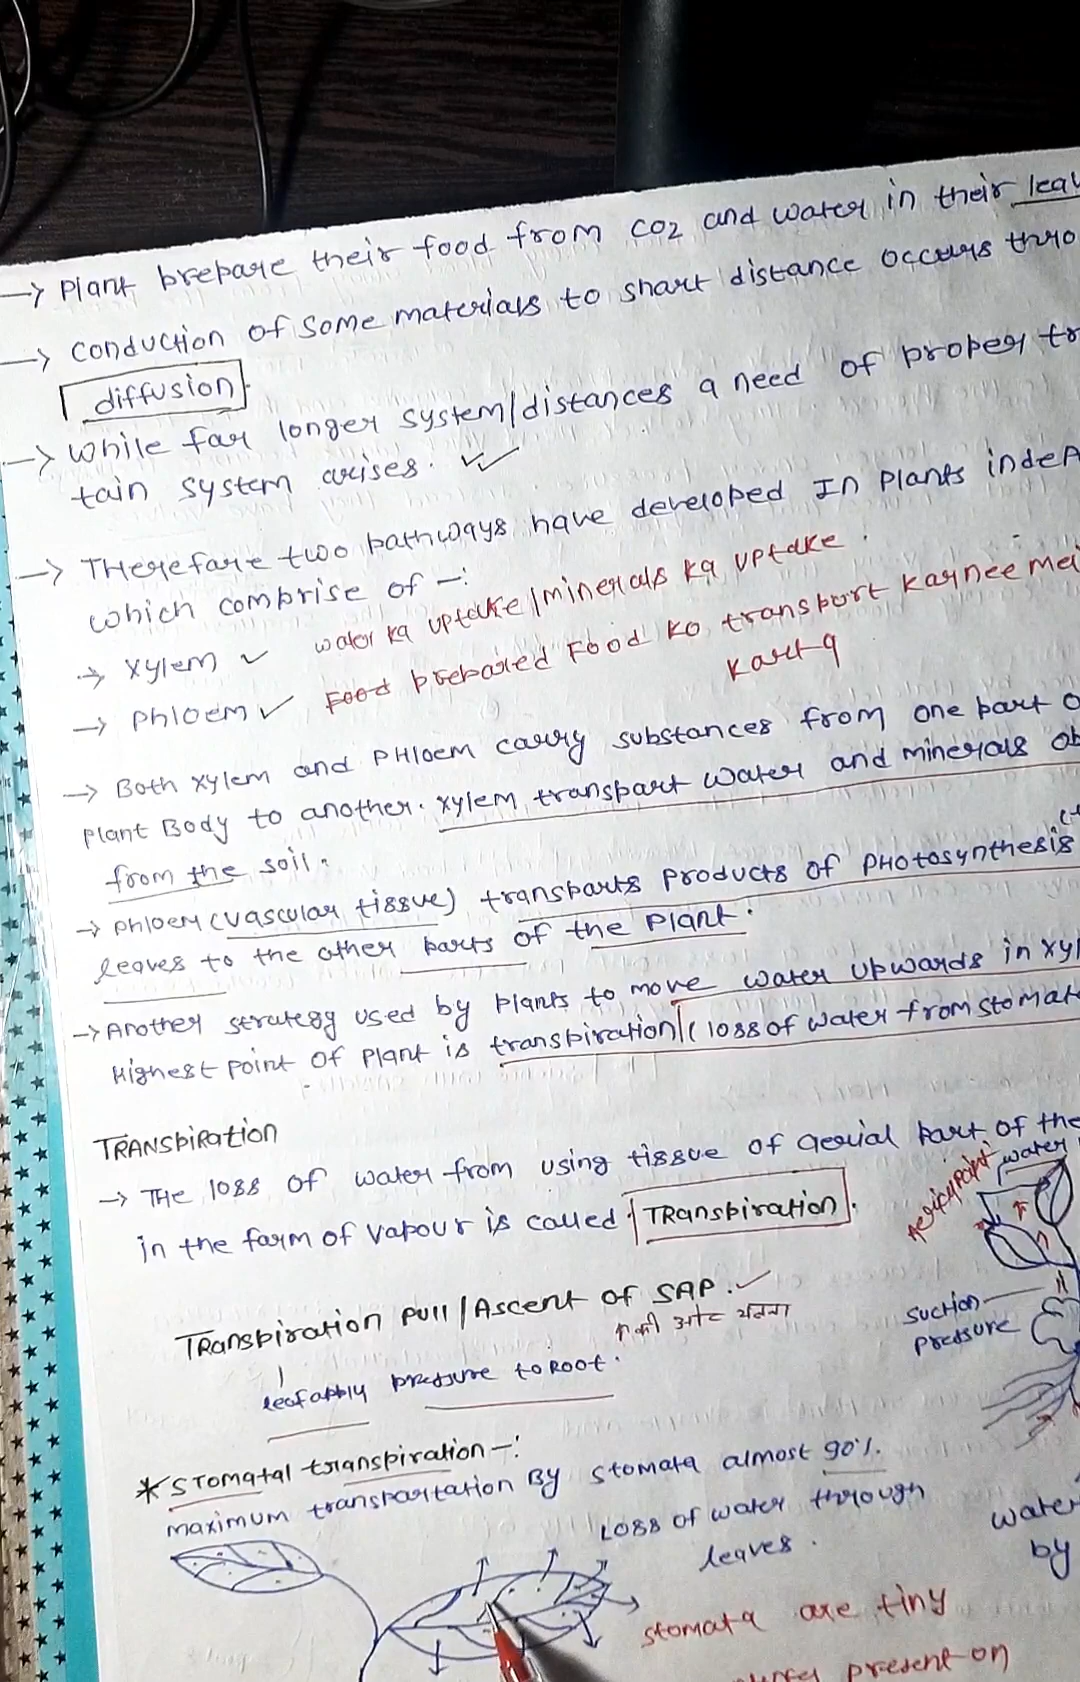 → Plant prepare their food from CO2 and water in their leav
→ conduction of some materials to short distance occurs thro
diffusion.
→ while far longer system/distances a need of proper tr
tain system arises.
→ THerefore two pathways have developed In Plants indep
which comprise of -:
→ xylem ✓ water ka uptake/minerals ka uptake.
→ phloem ✓ prepared Food ko transport karnee mei
karta
→ Both xylem and PHloem carry substances from one part o
Plant Body to another. xylem transport water and minerals ob
from the soil.
→ phloem (vascular tissue) transports products of PHotosynthesis
leaves to the other parts of the plant.
→ Another strategy used by Plants to move water upwards in xyl
Highest point of Plant is transpiration (loss of water from stomat
TRANSpiRation
→ THe loss of water from using tissue of aerial part of the
in the form of vapour is called TRanspiration.
water
suction
pressure
TRanspiration Pull/Ascent of SAP.
leaf apply pressure to Root.
* STomatal transpiration -:
maximum transportation By stomata almost 90%.
Loss of water through
leaves.
water
by
stomata are tiny
present on